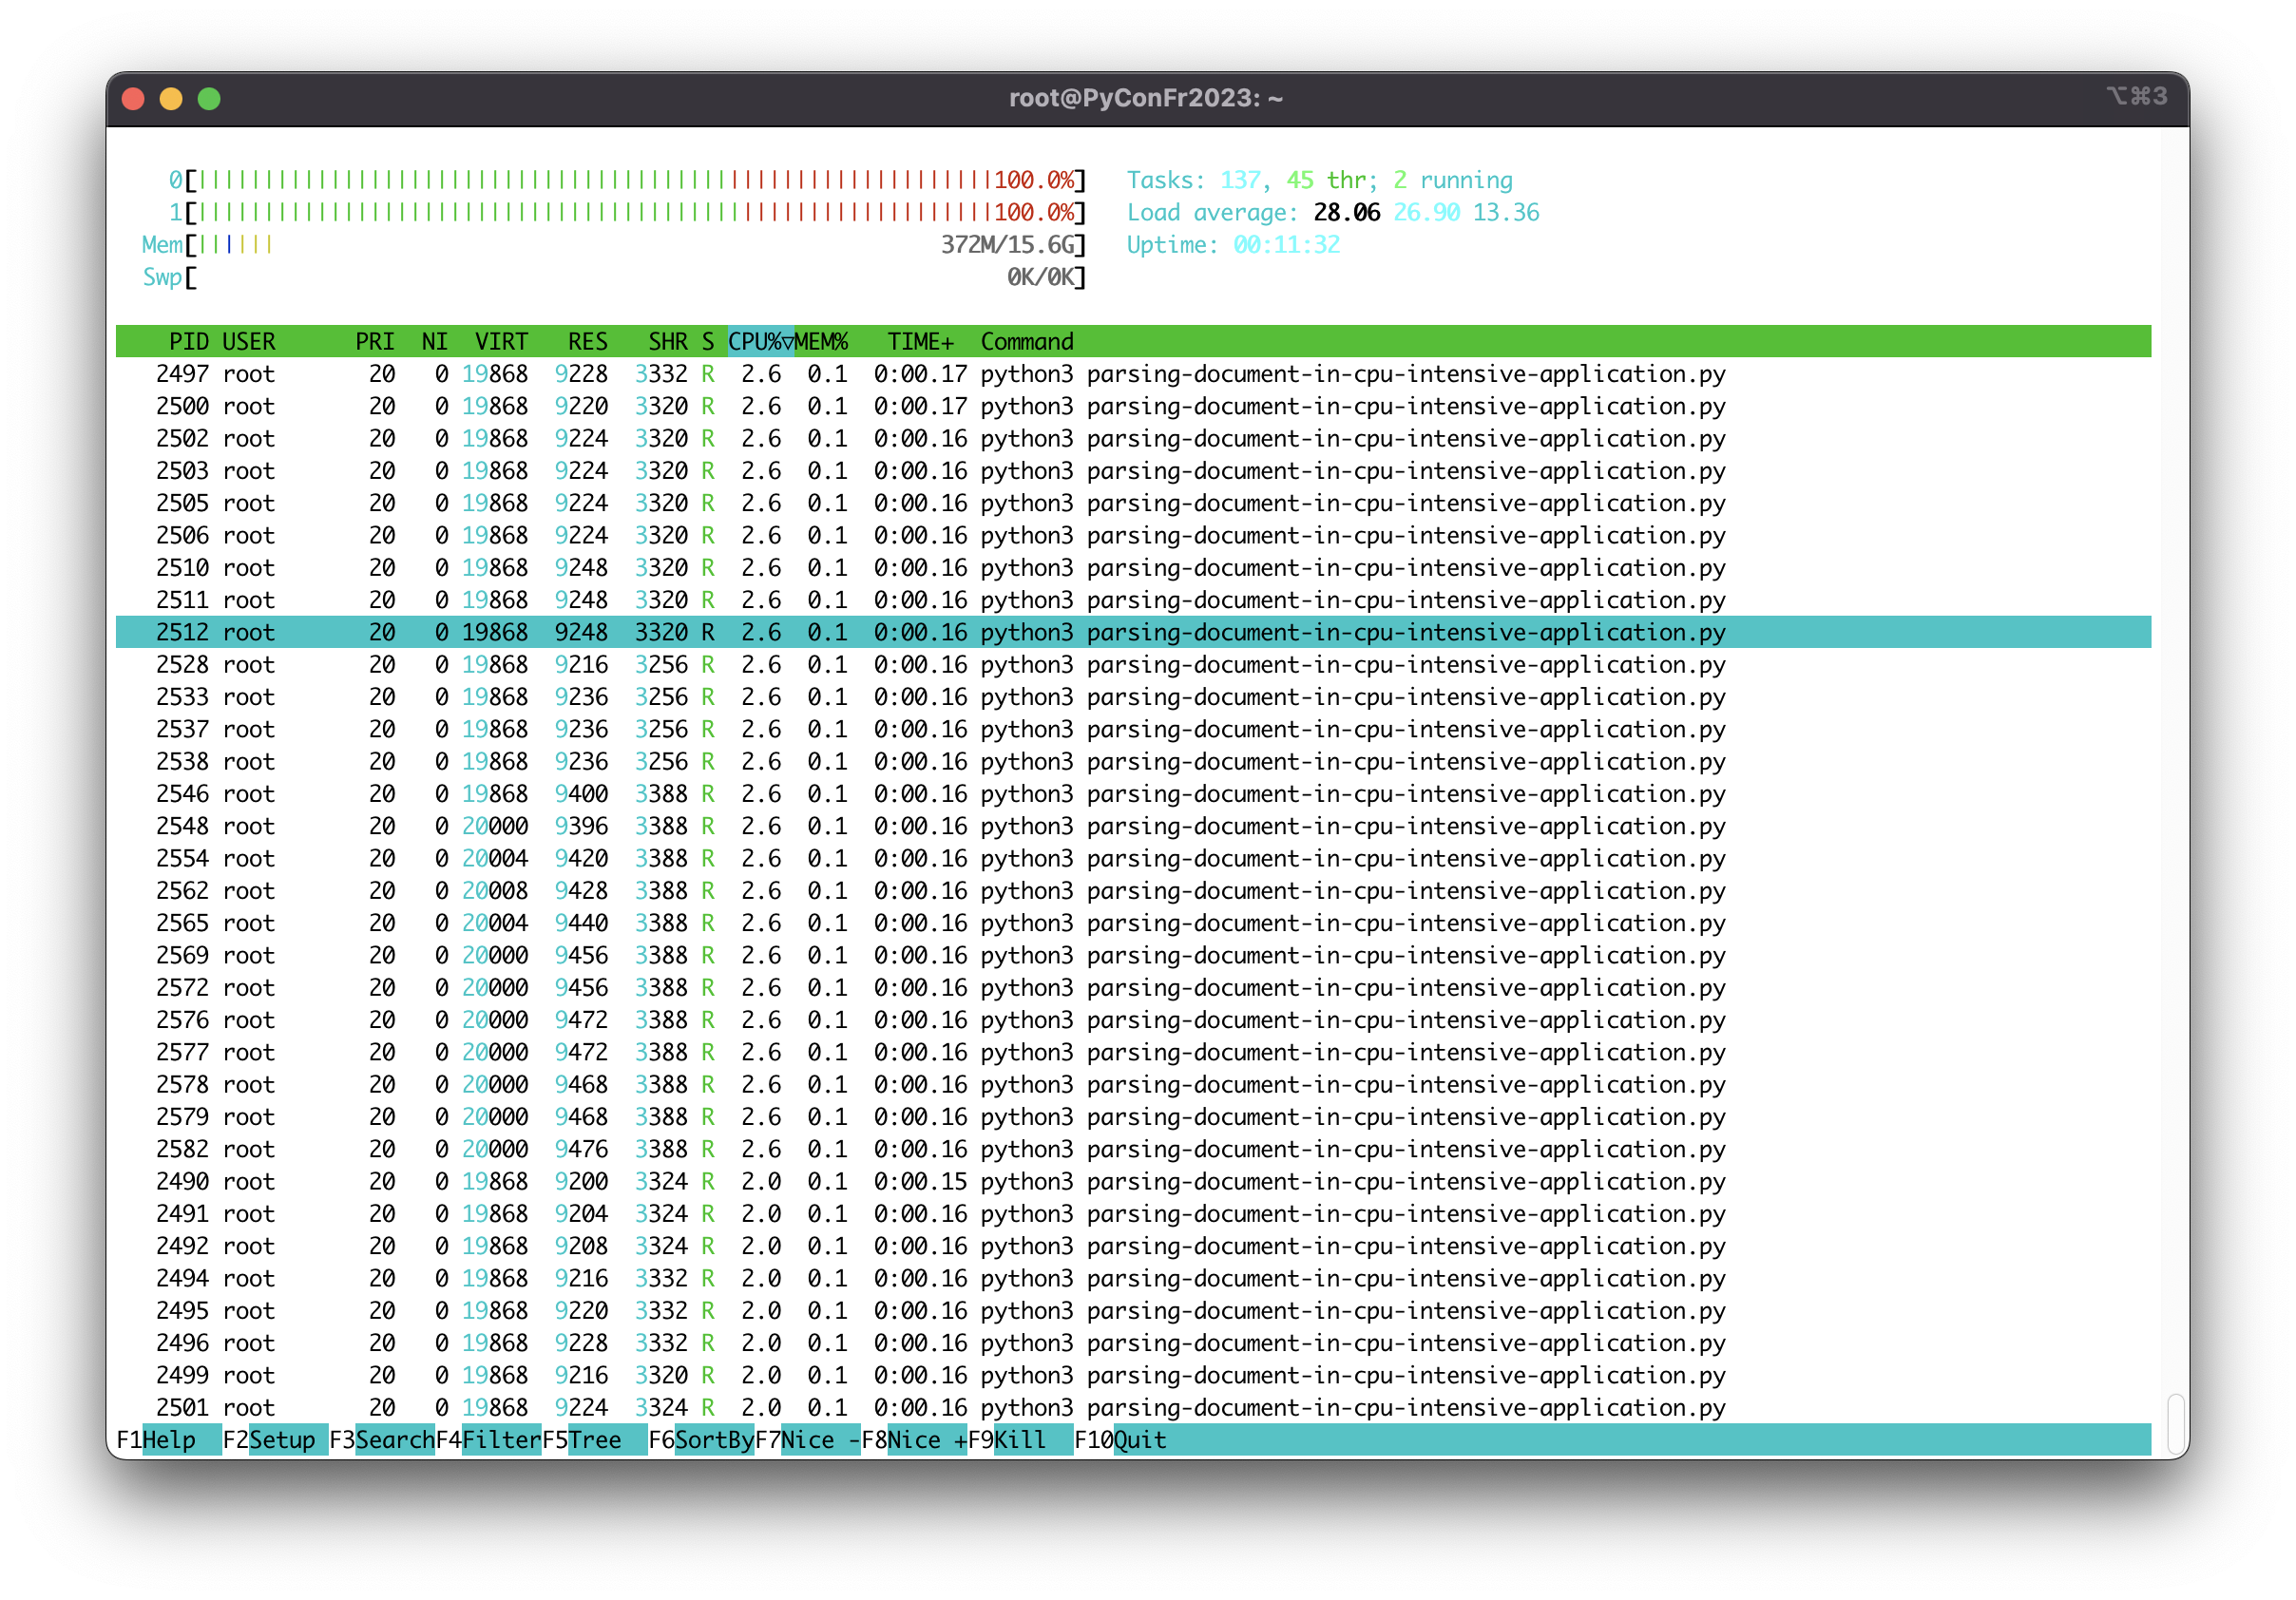 root@PyConFr2023: ~ ⌥⌘3
0[||||||||||||||||||||||||||||||||||||||||||||||||||||||||||||100.0%] Tasks: 137, 45 thr; 2 running
1[||||||||||||||||||||||||||||||||||||||||||||||||||||||||||||100.0%] Load average: 28.06 26.90 13.36
Mem[|||||| 372M/15.6G] Uptime: 00:11:32
Swp[ 0K/0K]
PID USER PRI NI VIRT RES SHR S CPU%▽MEM% TIME+ Command
2497 root 20 0 19868 9228 3332 R 2.6 0.1 0:00.17 python3 parsing-document-in-cpu-intensive-application.py
2500 root 20 0 19868 9220 3320 R 2.6 0.1 0:00.17 python3 parsing-document-in-cpu-intensive-application.py
2502 root 20 0 19868 9224 3320 R 2.6 0.1 0:00.16 python3 parsing-document-in-cpu-intensive-application.py
2503 root 20 0 19868 9224 3320 R 2.6 0.1 0:00.16 python3 parsing-document-in-cpu-intensive-application.py
2505 root 20 0 19868 9224 3320 R 2.6 0.1 0:00.16 python3 parsing-document-in-cpu-intensive-application.py
2506 root 20 0 19868 9224 3320 R 2.6 0.1 0:00.16 python3 parsing-document-in-cpu-intensive-application.py
2510 root 20 0 19868 9248 3320 R 2.6 0.1 0:00.16 python3 parsing-document-in-cpu-intensive-application.py
2511 root 20 0 19868 9248 3320 R 2.6 0.1 0:00.16 python3 parsing-document-in-cpu-intensive-application.py
2512 root 20 0 19868 9248 3320 R 2.6 0.1 0:00.16 python3 parsing-document-in-cpu-intensive-application.py
2528 root 20 0 19868 9216 3256 R 2.6 0.1 0:00.16 python3 parsing-document-in-cpu-intensive-application.py
2533 root 20 0 19868 9236 3256 R 2.6 0.1 0:00.16 python3 parsing-document-in-cpu-intensive-application.py
2537 root 20 0 19868 9236 3256 R 2.6 0.1 0:00.16 python3 parsing-document-in-cpu-intensive-application.py
2538 root 20 0 19868 9236 3256 R 2.6 0.1 0:00.16 python3 parsing-document-in-cpu-intensive-application.py
2546 root 20 0 19868 9400 3388 R 2.6 0.1 0:00.16 python3 parsing-document-in-cpu-intensive-application.py
2548 root 20 0 20000 9396 3388 R 2.6 0.1 0:00.16 python3 parsing-document-in-cpu-intensive-application.py
2554 root 20 0 20004 9420 3388 R 2.6 0.1 0:00.16 python3 parsing-document-in-cpu-intensive-application.py
2562 root 20 0 20008 9428 3388 R 2.6 0.1 0:00.16 python3 parsing-document-in-cpu-intensive-application.py
2565 root 20 0 20004 9440 3388 R 2.6 0.1 0:00.16 python3 parsing-document-in-cpu-intensive-application.py
2569 root 20 0 20000 9456 3388 R 2.6 0.1 0:00.16 python3 parsing-document-in-cpu-intensive-application.py
2572 root 20 0 20000 9456 3388 R 2.6 0.1 0:00.16 python3 parsing-document-in-cpu-intensive-application.py
2576 root 20 0 20000 9472 3388 R 2.6 0.1 0:00.16 python3 parsing-document-in-cpu-intensive-application.py
2577 root 20 0 20000 9472 3388 R 2.6 0.1 0:00.16 python3 parsing-document-in-cpu-intensive-application.py
2578 root 20 0 20000 9468 3388 R 2.6 0.1 0:00.16 python3 parsing-document-in-cpu-intensive-application.py
2579 root 20 0 20000 9468 3388 R 2.6 0.1 0:00.16 python3 parsing-document-in-cpu-intensive-application.py
2582 root 20 0 20000 9476 3388 R 2.6 0.1 0:00.16 python3 parsing-document-in-cpu-intensive-application.py
2490 root 20 0 19868 9200 3324 R 2.0 0.1 0:00.15 python3 parsing-document-in-cpu-intensive-application.py
2491 root 20 0 19868 9204 3324 R 2.0 0.1 0:00.16 python3 parsing-document-in-cpu-intensive-application.py
2492 root 20 0 19868 9208 3324 R 2.0 0.1 0:00.16 python3 parsing-document-in-cpu-intensive-application.py
2494 root 20 0 19868 9216 3332 R 2.0 0.1 0:00.16 python3 parsing-document-in-cpu-intensive-application.py
2495 root 20 0 19868 9220 3332 R 2.0 0.1 0:00.16 python3 parsing-document-in-cpu-intensive-application.py
2496 root 20 0 19868 9228 3332 R 2.0 0.1 0:00.16 python3 parsing-document-in-cpu-intensive-application.py
2499 root 20 0 19868 9216 3320 R 2.0 0.1 0:00.16 python3 parsing-document-in-cpu-intensive-application.py
2501 root 20 0 19868 9224 3324 R 2.0 0.1 0:00.16 python3 parsing-document-in-cpu-intensive-application.py
F1Help F2Setup F3SearchF4FilterF5Tree F6SortByF7Nice -F8Nice +F9Kill F10Quit